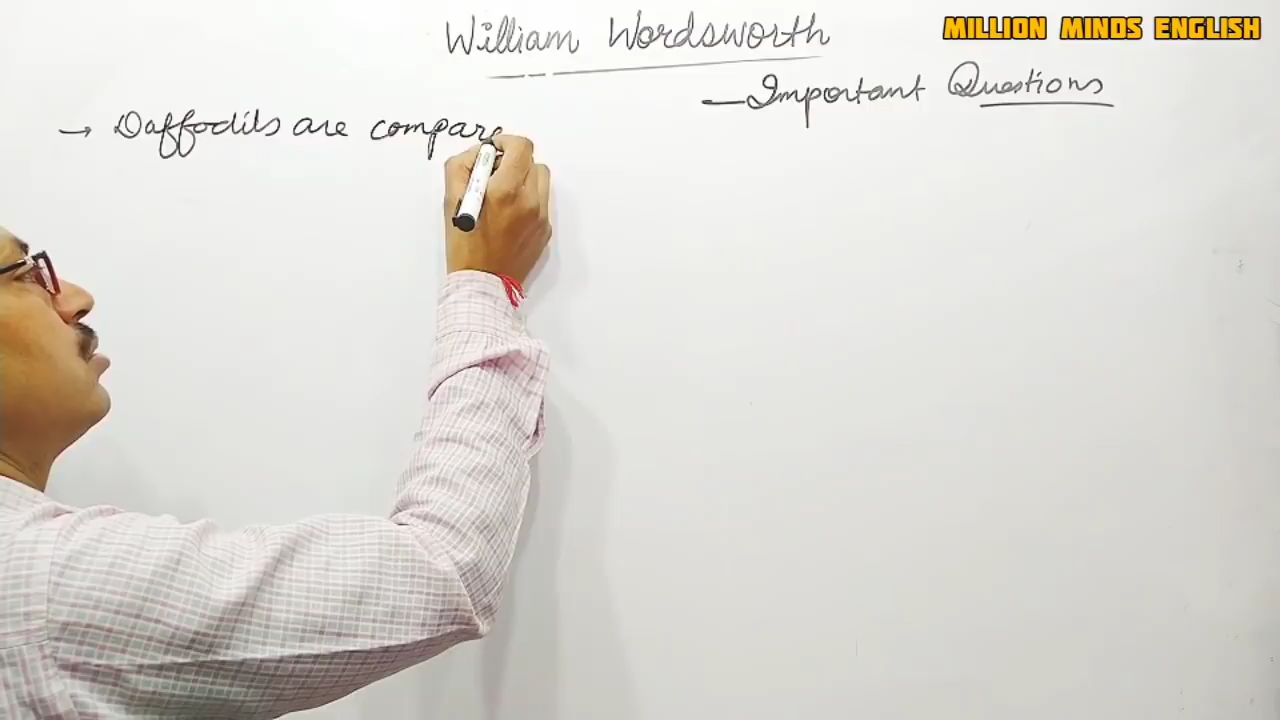 William Wordsworth
MILLION MINDS ENGLISH
— Important Questions
→ Daffodils are compare